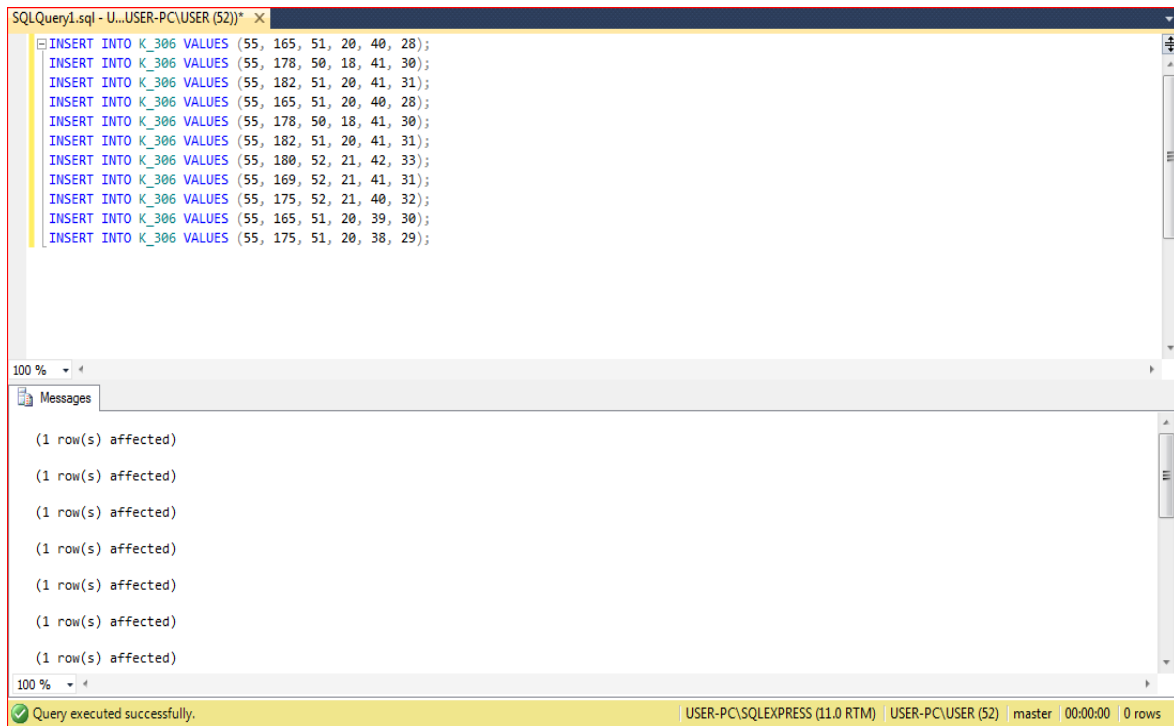 SQLQuery1.sql - U...USER-PC\USER (52))* X
INSERT INTO K_306 VALUES (55, 165, 51, 20, 40, 28);
INSERT INTO K_306 VALUES (55, 178, 50, 18, 41, 30);
INSERT INTO K_306 VALUES (55, 182, 51, 20, 41, 31);
INSERT INTO K_306 VALUES (55, 165, 51, 20, 40, 28);
INSERT INTO K_306 VALUES (55, 178, 50, 18, 41, 30);
INSERT INTO K_306 VALUES (55, 182, 51, 20, 41, 31);
INSERT INTO K_306 VALUES (55, 180, 52, 21, 42, 33);
INSERT INTO K_306 VALUES (55, 169, 52, 21, 41, 31);
INSERT INTO K_306 VALUES (55, 175, 52, 21, 40, 32);
INSERT INTO K_306 VALUES (55, 165, 51, 20, 39, 30);
INSERT INTO K_306 VALUES (55, 175, 51, 20, 38, 29);
100 %
Messages
(1 row(s) affected)
(1 row(s) affected)
(1 row(s) affected)
(1 row(s) affected)
(1 row(s) affected)
(1 row(s) affected)
(1 row(s) affected)
100 %
Query executed successfully. USER-PC\SQLEXPRESS (11.0 RTM) USER-PC\USER (52) master 00:00:00 0 rows